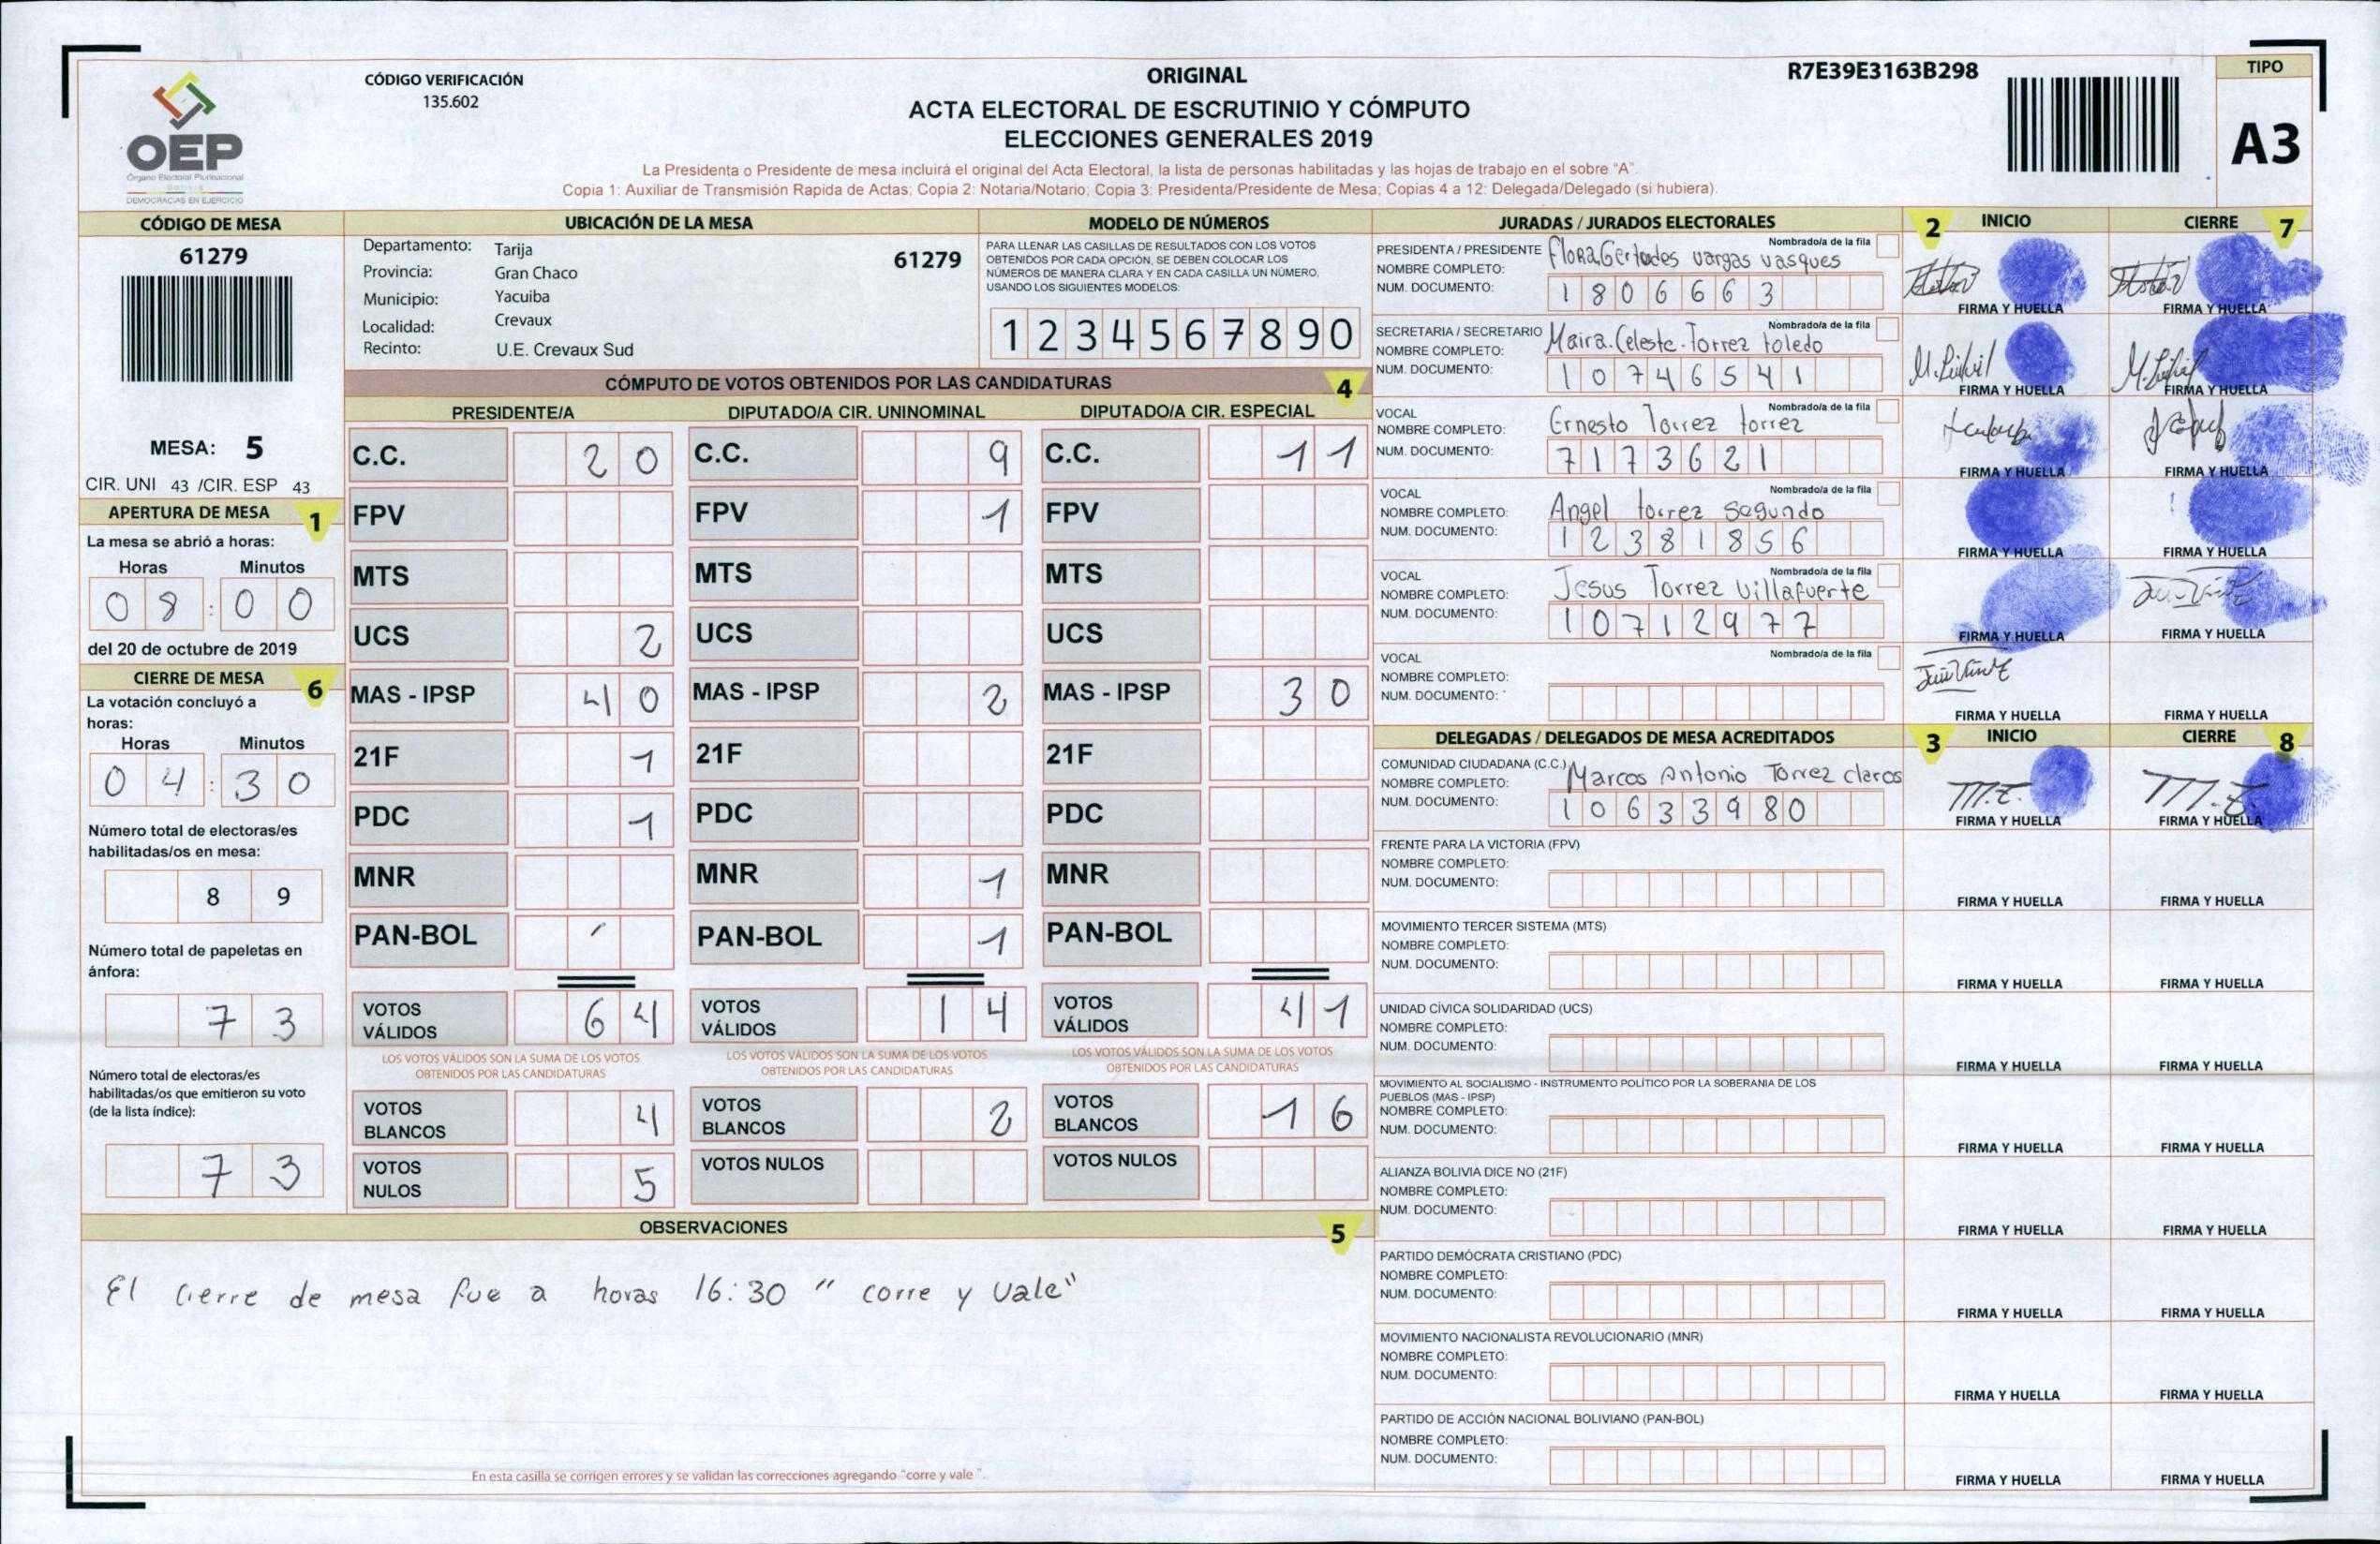 CÓDIGO VERIFICACIÓN
135.602
ORIGINAL
ACTA ELECTORAL DE ESCRUTINIO Y CÓMPUTO
ELECCIONES GENERALES 2019
La Presidenta o Presidente de mesa incluirá el original del Acta Electoral, la lista de personas habilitadas y las hojas de trabajo en el sobre "A".
Copia 1: Auxiliar de Transmisión Rapida de Actas; Copia 2: Notaria/Notario; Copia 3: Presidenta/Presidente de Mesa; Copias 4 a 12: Delegada/Delegado (si hubiera).
R7E39E3163B298
TIPO
A3
OEP
Órgano Electoral Plurinacional
Bolivia
DEMOCRACIAS EN EJERCICIO
CÓDIGO DE MESA
61279
MESA: 5
CIR. UNI 43 /CIR. ESP 43
APERTURA DE MESA 1
La mesa se abrió a horas:
Horas Minutos
08:00
del 20 de octubre de 2019
CIERRE DE MESA 6
La votación concluyó a
horas:
Horas Minutos
04:30
Número total de electoras/es
habilitadas/os en mesa:
89
Número total de papeletas en
ánfora:
73
Número total de electoras/es
habilitadas/os que emitieron su voto
(de la lista índice):
73
UBICACIÓN DE LA MESA
Departamento: Tarija
61279
Provincia: Gran Chaco
Municipio: Yacuiba
Localidad: Crevaux
Recinto: U.E. Crevaux Sud
MODELO DE NÚMEROS
PARA LLENAR LAS CASILLAS DE RESULTADOS CON LOS VOTOS
OBTENIDOS POR CADA OPCIÓN, SE DEBEN COLOCAR LOS
NÚMEROS DE MANERA CLARA Y EN CADA CASILLA UN NÚMERO,
USANDO LOS SIGUIENTES MODELOS:
1 2 3 4 5 6 7 8 9 0
CÓMPUTO DE VOTOS OBTENIDOS POR LAS CANDIDATURAS 4
PRESIDENTE/A DIPUTADO/A CIR. UNINOMINAL DIPUTADO/A CIR. ESPECIAL
C.C. 20 C.C. 9 C.C. 11
FPV FPV 1 FPV
MTS MTS MTS
UCS 2 UCS UCS
MAS - IPSP 40 MAS - IPSP 2 MAS - IPSP 30
21F 1 21F 21F
PDC 1 PDC PDC
MNR MNR 1 MNR
PAN-BOL PAN-BOL 1 PAN-BOL
VOTOS VÁLIDOS 64 VOTOS VÁLIDOS 14 VOTOS VÁLIDOS 41
LOS VOTOS VÁLIDOS SON LA SUMA DE LOS VOTOS LOS VOTOS VÁLIDOS SON LA SUMA DE LOS VOTOS LOS VOTOS VÁLIDOS SON LA SUMA DE LOS VOTOS
OBTENIDOS POR LAS CANDIDATURAS OBTENIDOS POR LAS CANDIDATURAS OBTENIDOS POR LAS CANDIDATURAS
VOTOS BLANCOS 4 VOTOS BLANCOS 2 VOTOS BLANCOS 16
VOTOS NULOS 5 VOTOS NULOS VOTOS NULOS
OBSERVACIONES 5
El cierre de mesa fue a horas 16:30 " corre y vale"
En esta casilla se corrigen errores y se validan las correcciones agregando "corre y vale ".
JURADAS / JURADOS ELECTORALES 2 INICIO CIERRE 7
PRESIDENTA / PRESIDENTE Nombrado/a de la fila
NOMBRE COMPLETO: Flora Gertudes vargas vasques
NUM. DOCUMENTO: 1806663
FIRMA Y HUELLA FIRMA Y HUELLA
SECRETARIA / SECRETARIO Nombrado/a de la fila
NOMBRE COMPLETO: Maira Celeste Torrez toledo
NUM. DOCUMENTO: 10746541
FIRMA Y HUELLA FIRMA Y HUELLA
VOCAL Nombrado/a de la fila
NOMBRE COMPLETO: Ernesto Torrez torrez
NUM. DOCUMENTO: 7173621
FIRMA Y HUELLA FIRMA Y HUELLA
VOCAL Nombrado/a de la fila
NOMBRE COMPLETO: Angel torrez segundo
NUM. DOCUMENTO: 12381856
FIRMA Y HUELLA FIRMA Y HUELLA
VOCAL Nombrado/a de la fila
NOMBRE COMPLETO: Jesus Torrez villafuerte
NUM. DOCUMENTO: 10712977
FIRMA Y HUELLA FIRMA Y HUELLA
VOCAL Nombrado/a de la fila
NOMBRE COMPLETO:
NUM. DOCUMENTO:
FIRMA Y HUELLA FIRMA Y HUELLA
DELEGADAS / DELEGADOS DE MESA ACREDITADOS 3 INICIO CIERRE 8
COMUNIDAD CIUDADANA (C.C.)
NOMBRE COMPLETO: Marcos Antonio Torrez claros
NUM. DOCUMENTO: 10633980
FIRMA Y HUELLA FIRMA Y HUELLA
FRENTE PARA LA VICTORIA (FPV)
NOMBRE COMPLETO:
NUM. DOCUMENTO:
FIRMA Y HUELLA FIRMA Y HUELLA
MOVIMIENTO TERCER SISTEMA (MTS)
NOMBRE COMPLETO:
NUM. DOCUMENTO:
FIRMA Y HUELLA FIRMA Y HUELLA
UNIDAD CÍVICA SOLIDARIDAD (UCS)
NOMBRE COMPLETO:
NUM. DOCUMENTO:
FIRMA Y HUELLA FIRMA Y HUELLA
MOVIMIENTO AL SOCIALISMO - INSTRUMENTO POLÍTICO POR LA SOBERANIA DE LOS
PUEBLOS (MAS - IPSP)
NOMBRE COMPLETO:
NUM. DOCUMENTO:
FIRMA Y HUELLA FIRMA Y HUELLA
ALIANZA BOLIVIA DICE NO (21F)
NOMBRE COMPLETO:
NUM. DOCUMENTO:
FIRMA Y HUELLA FIRMA Y HUELLA
PARTIDO DEMÓCRATA CRISTIANO (PDC)
NOMBRE COMPLETO:
NUM. DOCUMENTO:
FIRMA Y HUELLA FIRMA Y HUELLA
MOVIMIENTO NACIONALISTA REVOLUCIONARIO (MNR)
NOMBRE COMPLETO:
NUM. DOCUMENTO:
FIRMA Y HUELLA FIRMA Y HUELLA
PARTIDO DE ACCIÓN NACIONAL BOLIVIANO (PAN-BOL)
NOMBRE COMPLETO:
NUM. DOCUMENTO:
FIRMA Y HUELLA FIRMA Y HUELLA